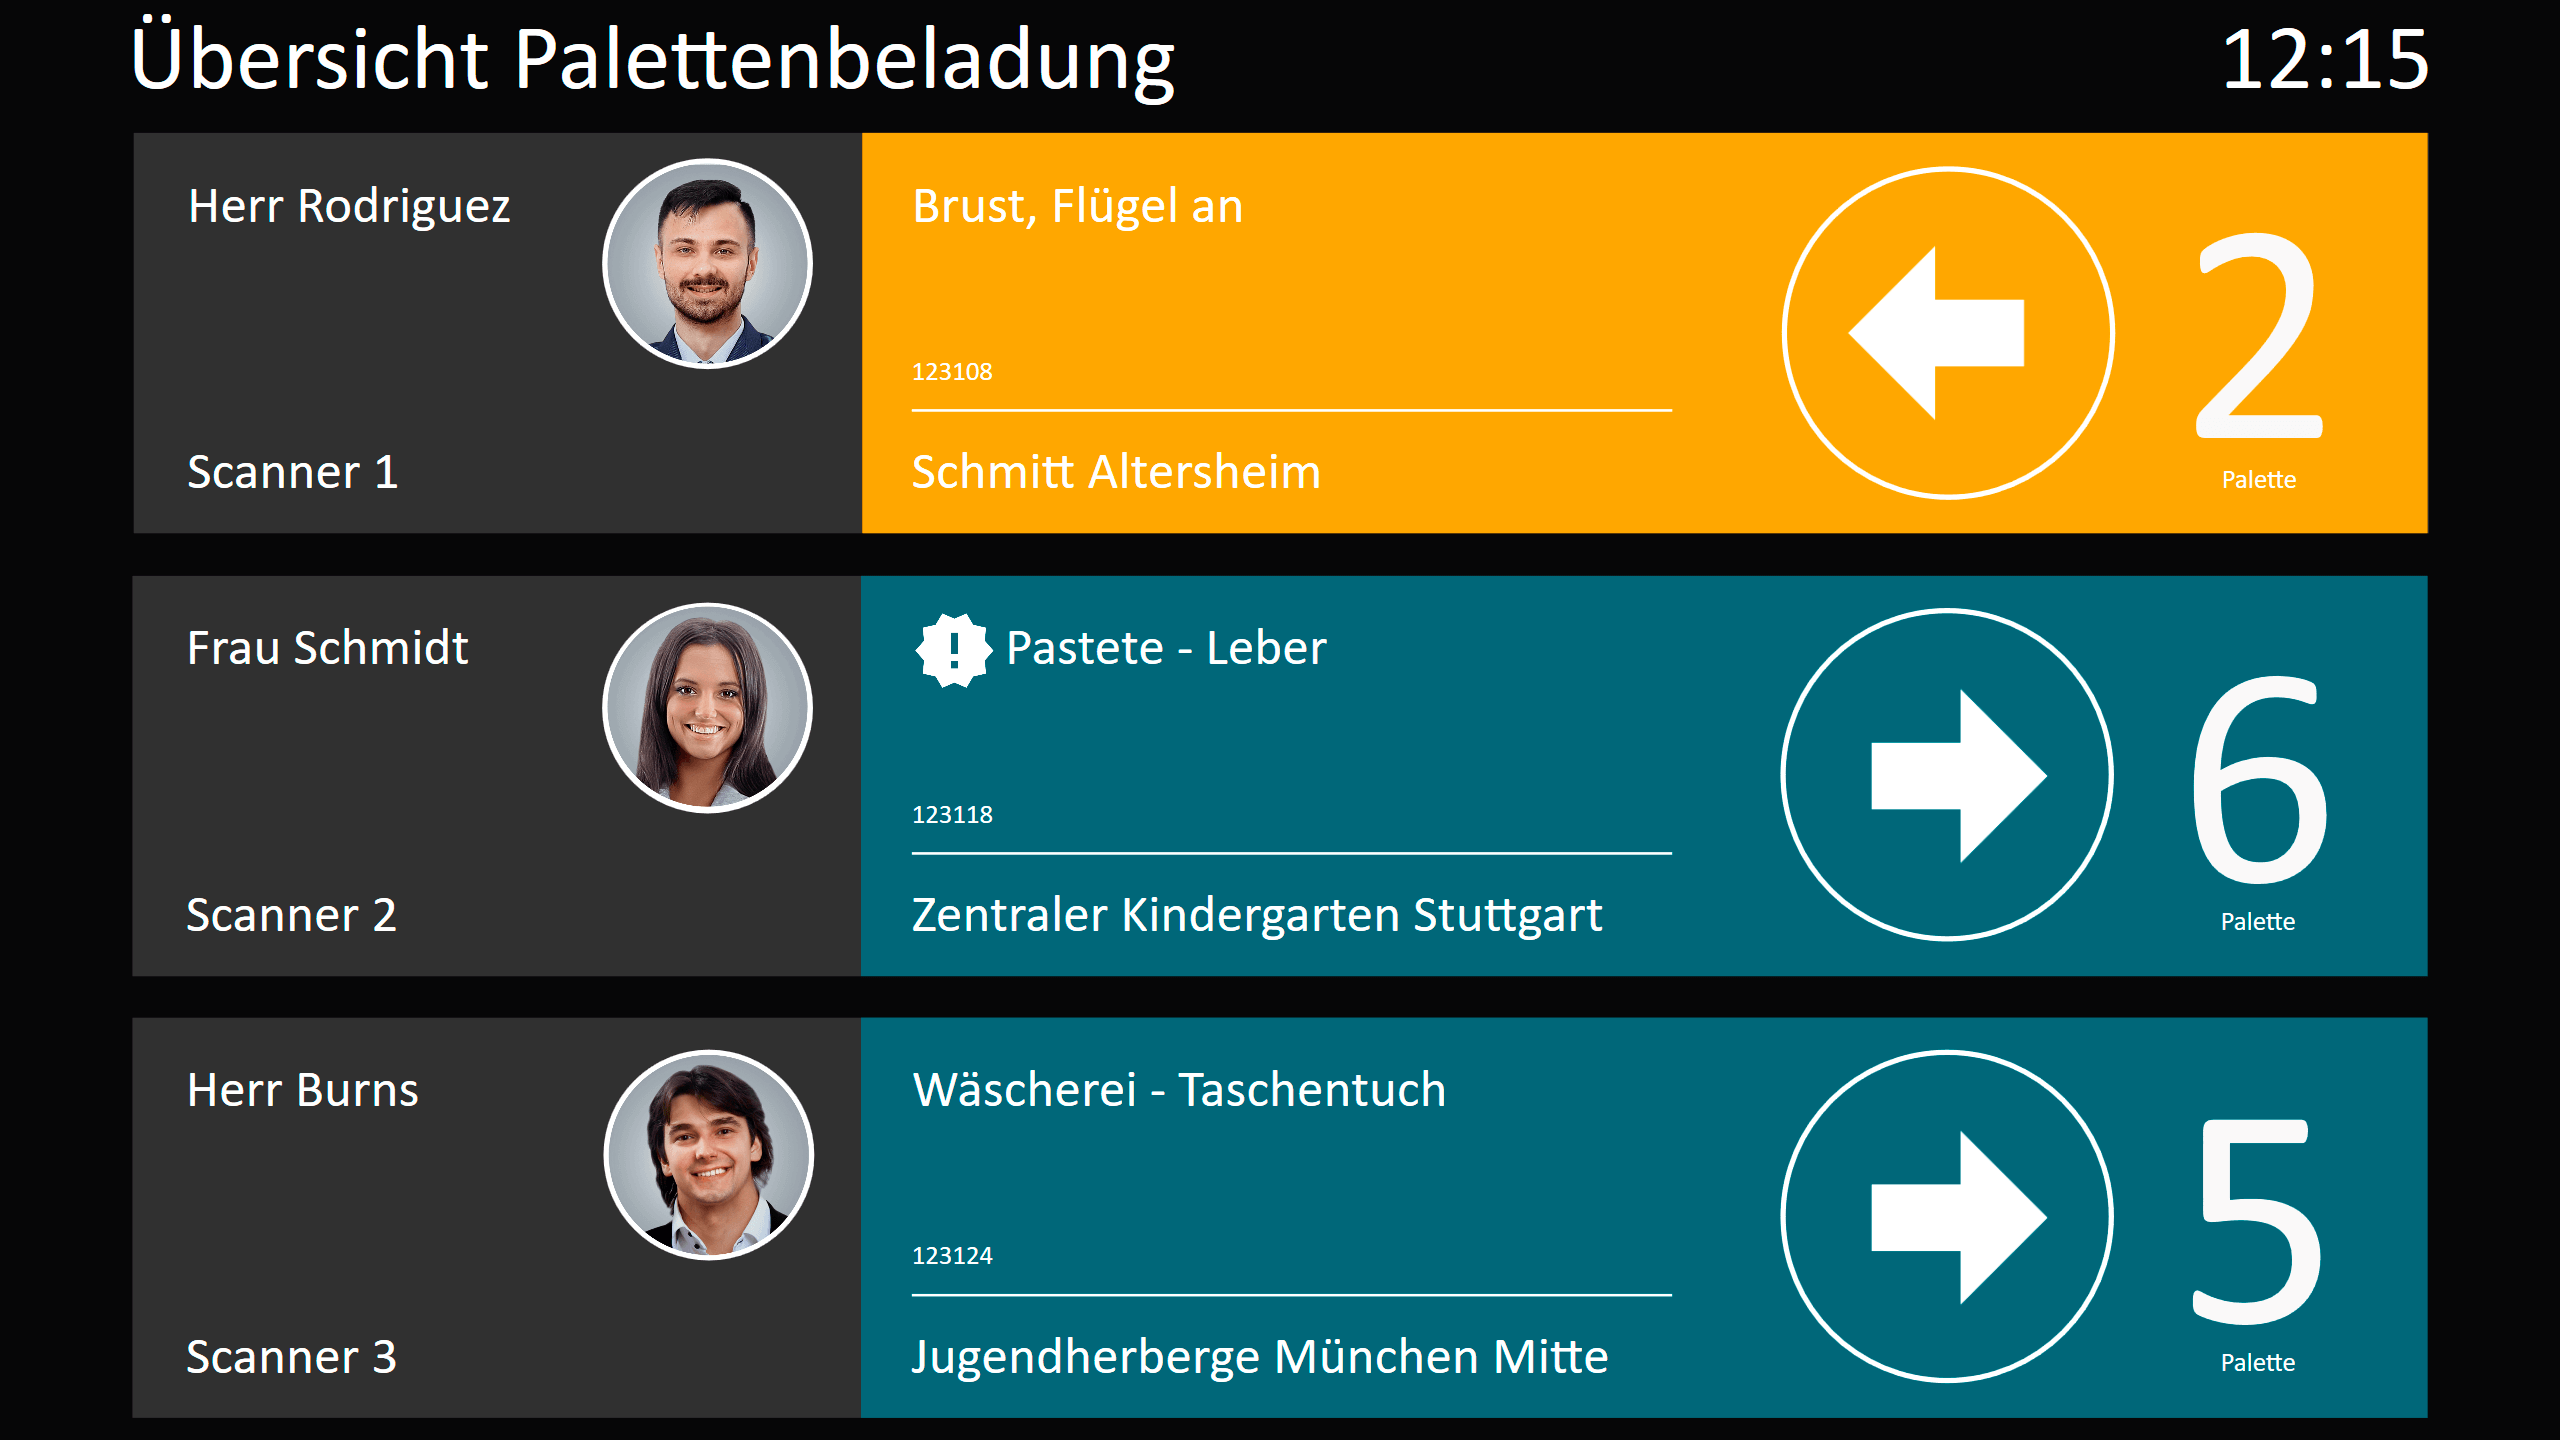 Übersicht Palettenbeladung
12:15
Herr Rodriguez
Scanner 1
Brust, Flügel an
123108
Schmitt Altersheim
2
Palette
Frau Schmidt
Scanner 2
! Pastete - Leber
123118
Zentraler Kindergarten Stuttgart
6
Palette
Herr Burns
Scanner 3
Wäscherei - Taschentuch
123124
Jugendherberge München Mitte
5
Palette